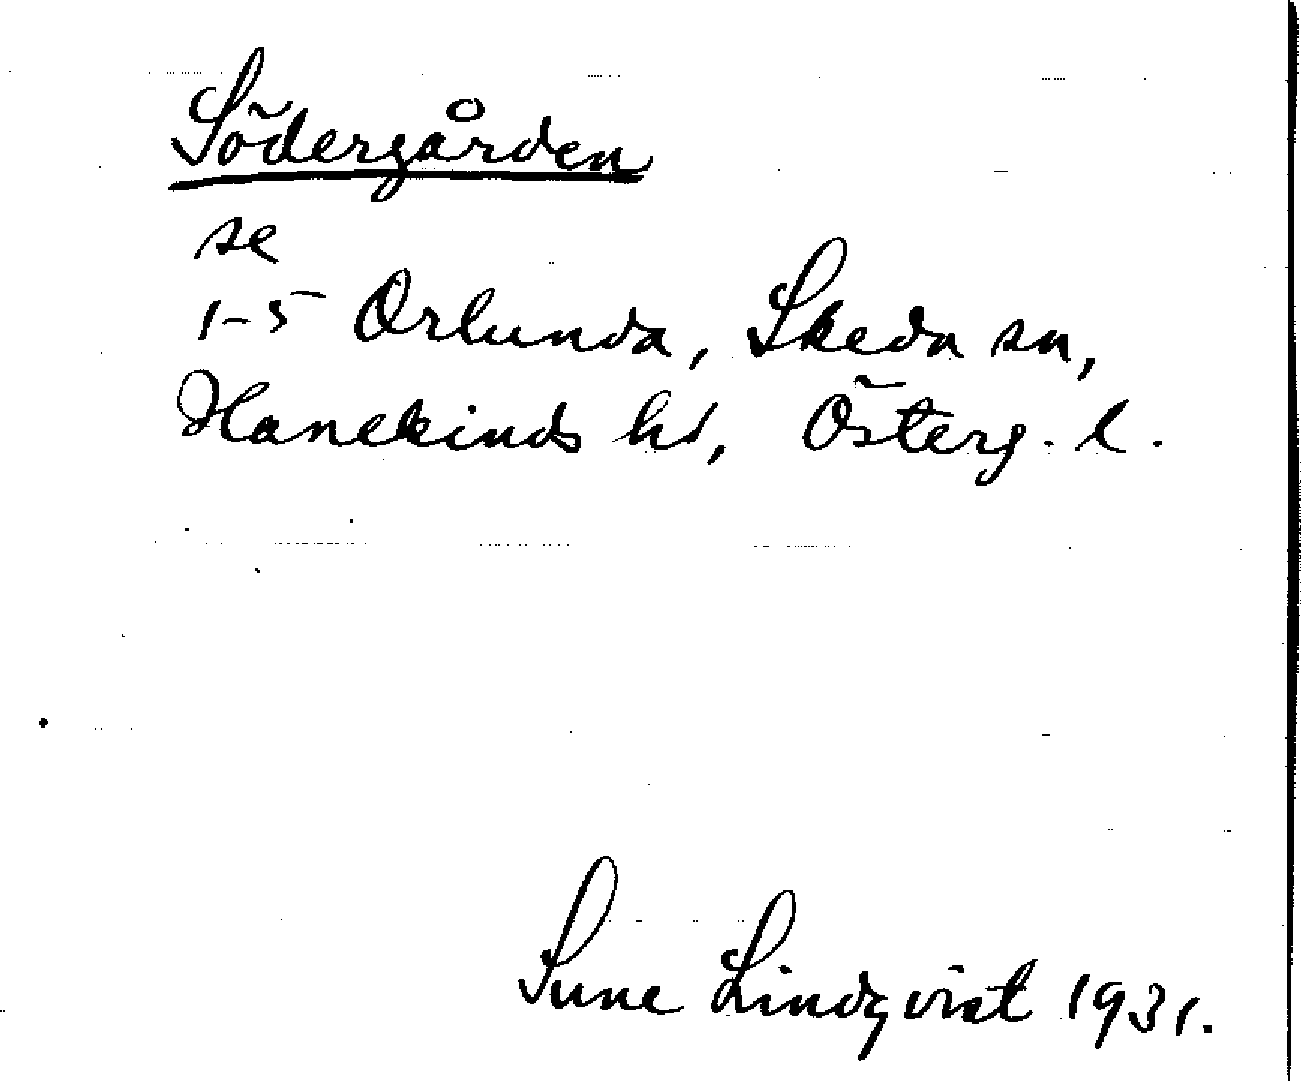 Södergården
se
1-5 Orlunda, Skeda sn,
Hanekinds hd, Österg. l.
Sune Lindqvist 1931.